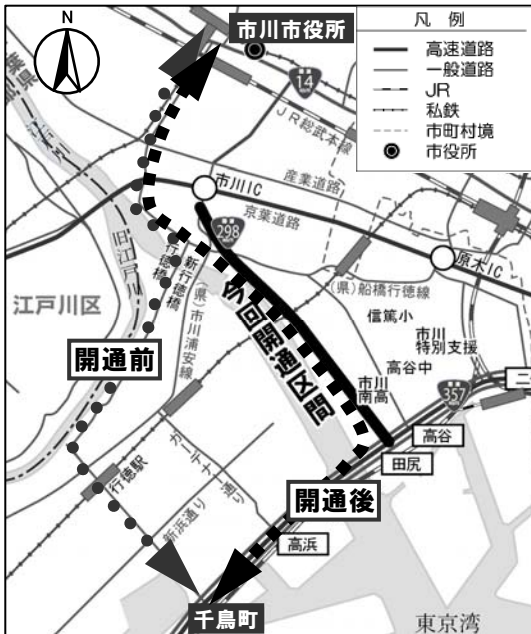 N
市川市役所
凡 例
高速道路
一般道路
JR
私鉄
市町村境
市役所
14
JR総武本線
産業道路
市川IC
京葉道路
298
原木IC
旧江戸川
江戸川区
行徳橋
新行徳橋
(県)市川浦安線
(県)船橋行徳線
信篤小
市川
特別支援
高谷中
今回開通区間
市川
南高
開通前
357
二
高谷
田尻
行徳駅
ガーデナ通り
新浜通り
開通後
高浜
千鳥町
東京湾